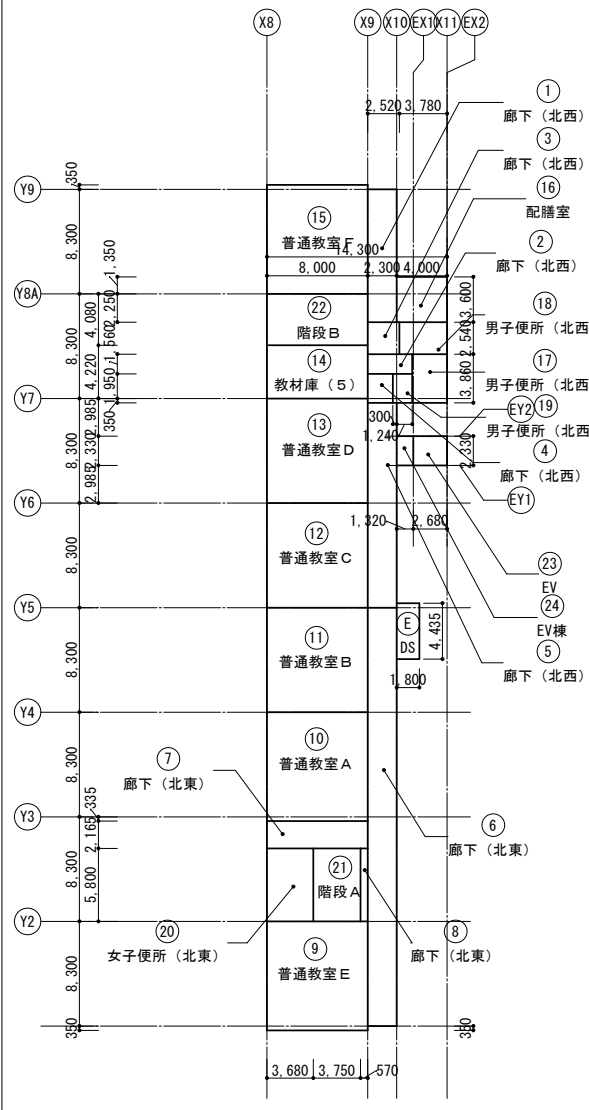 X8
X9
X10
EX1
X11
EX2
2,520
3,780
①
廊下（北西）
③
廊下（北西）
⑯
配膳室
②
廊下（北西）
⑱
男子便所（北西
⑰
男子便所（北西
⑲
男子便所（北西
④
廊下（北西）
㉓
EV
㉔
EV棟
⑤
廊下（北西）
⑥
廊下（北東）
⑧
廊下（北東）
Y9
Y8A
Y7
Y6
Y5
Y4
Y3
Y2
EY2
EY1
350
8,300
1,350
2,250
4,080
1,560
8,300
4,220
1,950
350
2,985
8,300
2,330
2,985
8,300
8,300
8,300
335
2,165
8,300
5,800
8,300
350
⑮
普通教室F
14,300
8,000
2,300
4,000
3,600
2,540
3,860
㉒
階段B
⑭
教材庫（5）
⑬
普通教室D
300
1,240
2,330
1,320
2,680
⑫
普通教室C
E
DS
4,435
1,800
⑪
普通教室B
⑩
普通教室A
⑦
廊下（北東）
㉑
階段A
⑳
女子便所（北東）
⑨
普通教室E
350
3,680
3,750
570